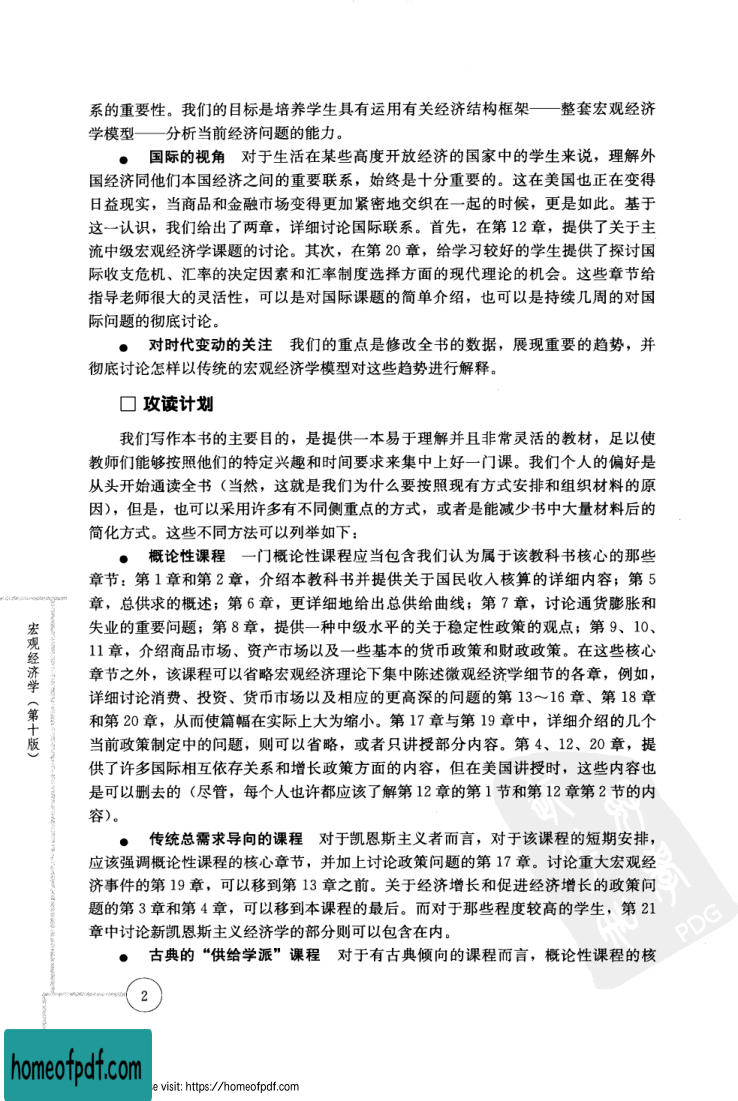 系的重要性。我们的目标是培养学生具有运用有关经济结构框架——整套宏观经济
学模型——分析当前经济问题的能力。
● 国际的视角 对于生活在某些高度开放经济的国家中的学生来说，理解外
国经济同他们本国经济之间的重要联系，始终是十分重要的。这在美国也正在变得
日益现实，当商品和金融市场变得更加紧密地交织在一起的时候，更是如此。基于
这一认识，我们给出了两章，详细讨论国际联系。首先，在第 12 章，提供了关于主
流中级宏观经济学课题的讨论。其次，在第 20 章，给学习较好的学生提供了探讨国
际收支危机、汇率的决定因素和汇率制度选择方面的现代理论的机会。这些章节给
指导老师很大的灵活性，可以是对国际课题的简单介绍，也可以是持续几周的对国
际问题的彻底讨论。
● 对时代变动的关注 我们的重点是修改全书的数据，展现重要的趋势，并
彻底讨论怎样以传统的宏观经济学模型对这些趋势进行解释。
□ 攻读计划
我们写作本书的主要目的，是提供一本易于理解并且非常灵活的教材，足以使
教师们能够按照他们的特定兴趣和时间要求来集中上好一门课。我们个人的偏好是
从头开始通读全书（当然，这就是我们为什么要按照现有方式安排和组织材料的原
因），但是，也可以采用许多有不同侧重点的方式，或者是能减少书中大量材料后的
简化方式。这些不同方法可以列举如下：
● 概论性课程 一门概论性课程应当包含我们认为属于该教科书核心的那些
章节：第 1 章和第 2 章，介绍本教科书并提供关于国民收入核算的详细内容；第 5
章，总供求的概述；第 6 章，更详细地给出总供给曲线；第 7 章，讨论通货膨胀和
失业的重要问题；第 8 章，提供一种中级水平的关于稳定性政策的观点；第 9、10、
11 章，介绍商品市场、资产市场以及一些基本的货币政策和财政政策。在这些核心
章节之外，该课程可以省略宏观经济理论下集中陈述微观经济学细节的各章，例如，
详细讨论消费、投资、货币市场以及相应的更高深的问题的第 13～16 章、第 18 章
和第 20 章，从而使篇幅在实际上大为缩小。第 17 章与第 19 章中，详细介绍的几个
当前政策制定中的问题，则可以省略，或者只讲授部分内容。第 4、12、20 章，提
供了许多国际相互依存关系和增长政策方面的内容，但在美国讲授时，这些内容也
是可以删去的（尽管，每个人也许都应该了解第 12 章的第 1 节和第 12 章第 2 节的内
容）。
● 传统总需求导向的课程 对于凯恩斯主义者而言，对于该课程的短期安排，
应该强调概论性课程的核心章节，并加上讨论政策问题的第 17 章。讨论重大宏观经
济事件的第 19 章，可以移到第 13 章之前。关于经济增长和促进经济增长的政策问
题的第 3 章和第 4 章，可以移到本课程的最后。而对于那些程度较高的学生，第 21
章中讨论新凯恩斯主义经济学的部分则可以包含在内。
● 古典的“供给学派”课程 对于有古典倾向的课程而言，概论性课程的核
宏观经济学（第十版）
2
PDG
homeofpdf.com
e visit: https://homeofpdf.com